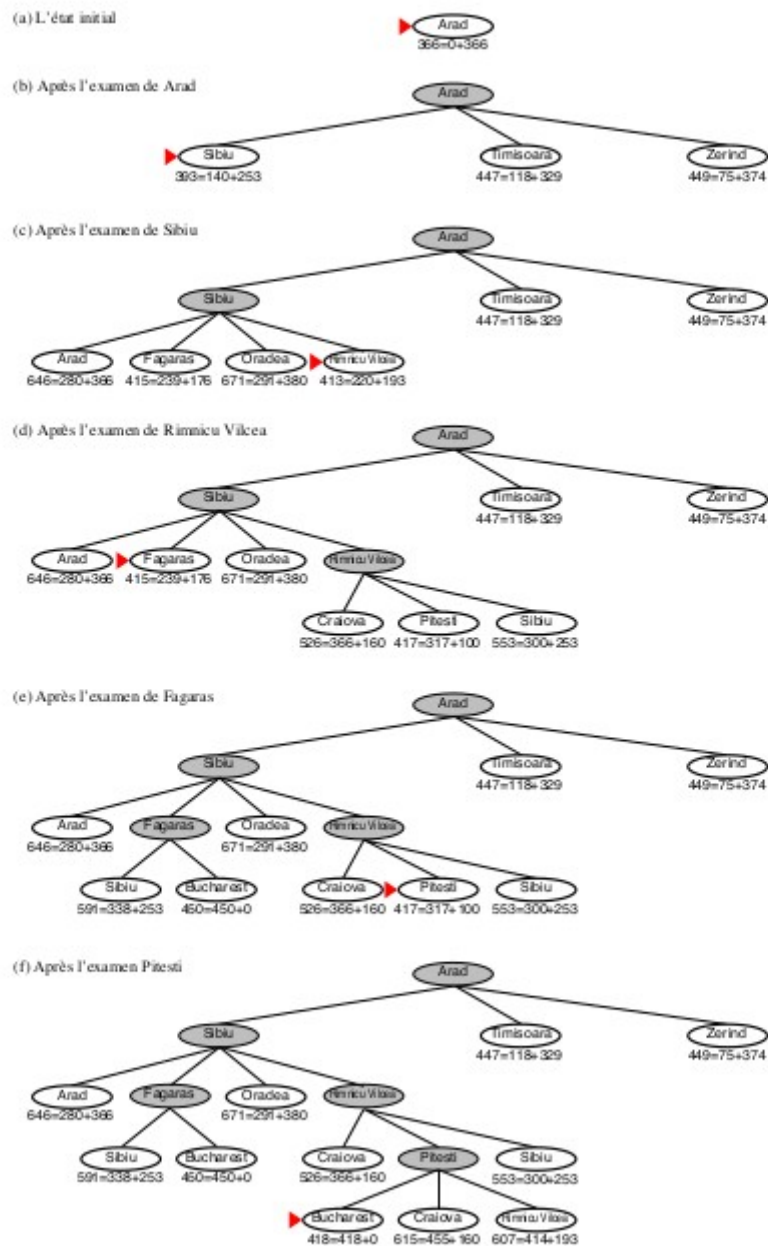 (a) L'état initial
Arad
366=0+366
(b) Après l'examen de Arad
Arad
Sibiu Timisoara Zerind
393=140+253 447=118+329 449=75+374
(c) Après l'examen de Sibiu
Arad
Sibiu Timisoara Zerind
447=118+329 449=75+374
Arad Fagaras Oradea Rimnicu Vilcea
646=280+366 415=239+176 671=291+380 413=220+193
(d) Après l'examen de Rimnicu Vilcea
Arad
Sibiu Timisoara Zerind
447=118+329 449=75+374
Arad Fagaras Oradea Rimnicu Vilcea
646=280+366 415=239+176 671=291+380
Craiova Pitesti Sibiu
526=366+160 417=317+100 553=300+253
(e) Après l'examen de Fagaras
Arad
Sibiu Timisoara Zerind
447=118+329 449=75+374
Arad Fagaras Oradea Rimnicu Vilcea
646=280+366 671=291+380
Sibiu Bucharest Craiova Pitesti Sibiu
591=338+253 450=450+0 526=366+160 417=317+100 553=300+253
(f) Après l'examen Pitesti
Arad
Sibiu Timisoara Zerind
447=118+329 449=75+374
Arad Fagaras Oradea Rimnicu Vilcea
646=280+366 671=291+380
Sibiu Bucharest Craiova Pitesti Sibiu
591=338+253 450=450+0 526=366+160 553=300+253
Bucharest Craiova Rimnicu Vilcea
418=418+0 615=455+160 607=414+193